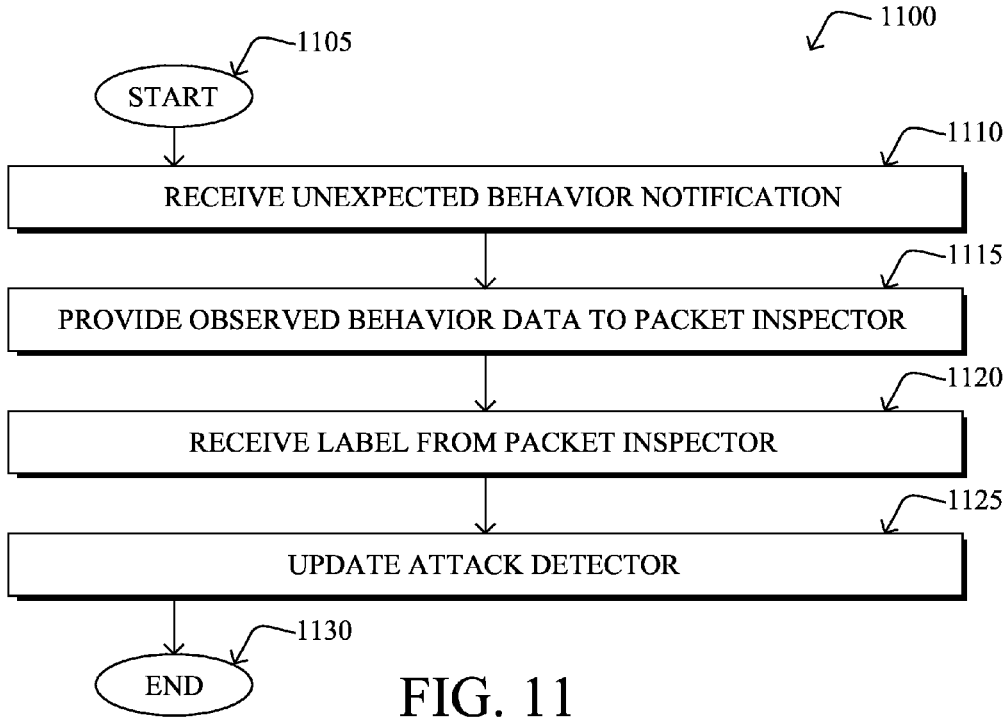 1100
1105
START
1110
RECEIVE UNEXPECTED BEHAVIOR NOTIFICATION
1115
PROVIDE OBSERVED BEHAVIOR DATA TO PACKET INSPECTOR
1120
RECEIVE LABEL FROM PACKET INSPECTOR
1125
UPDATE ATTACK DETECTOR
1130
END
FIG. 11